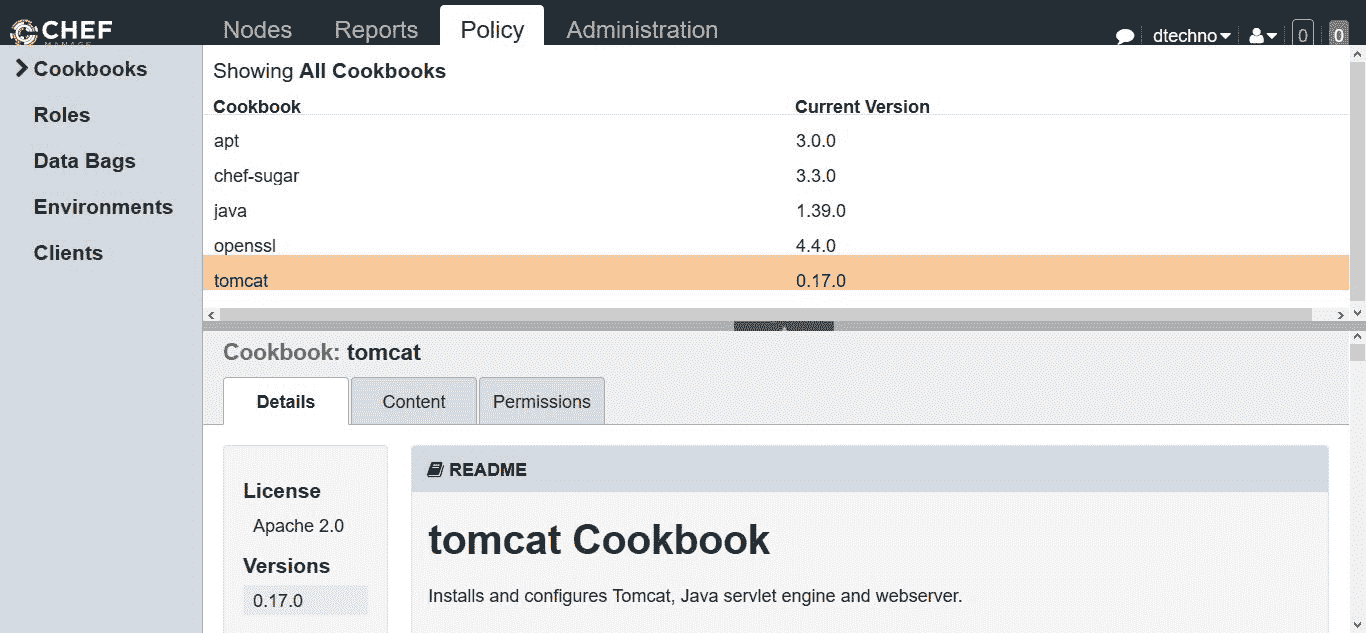 CHEF
MANAGE
Nodes Reports Policy Administration
dtechno 0 0
Cookbooks
Roles
Data Bags
Environments
Clients
Showing All Cookbooks
Cookbook Current Version
apt 3.0.0
chef-sugar 3.3.0
java 1.39.0
openssl 4.4.0
tomcat 0.17.0
Cookbook: tomcat
Details Content Permissions
License
Apache 2.0
Versions
0.17.0
README
tomcat Cookbook
Installs and configures Tomcat, Java servlet engine and webserver.